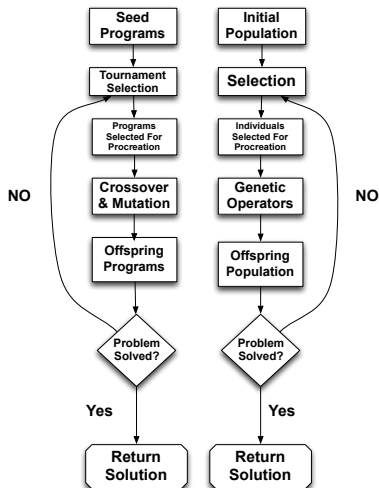 Seed
Programs
Tournament
Selection
Programs
Selected For
Procreation
Crossover
& Mutation
Offspring
Programs
Problem
Solved?
NO
Yes
Return
Solution
Initial
Population
Selection
Individuals
Selected For
Procreation
Genetic
Operators
Offspring
Population
Problem
Solved?
NO
Yes
Return
Solution